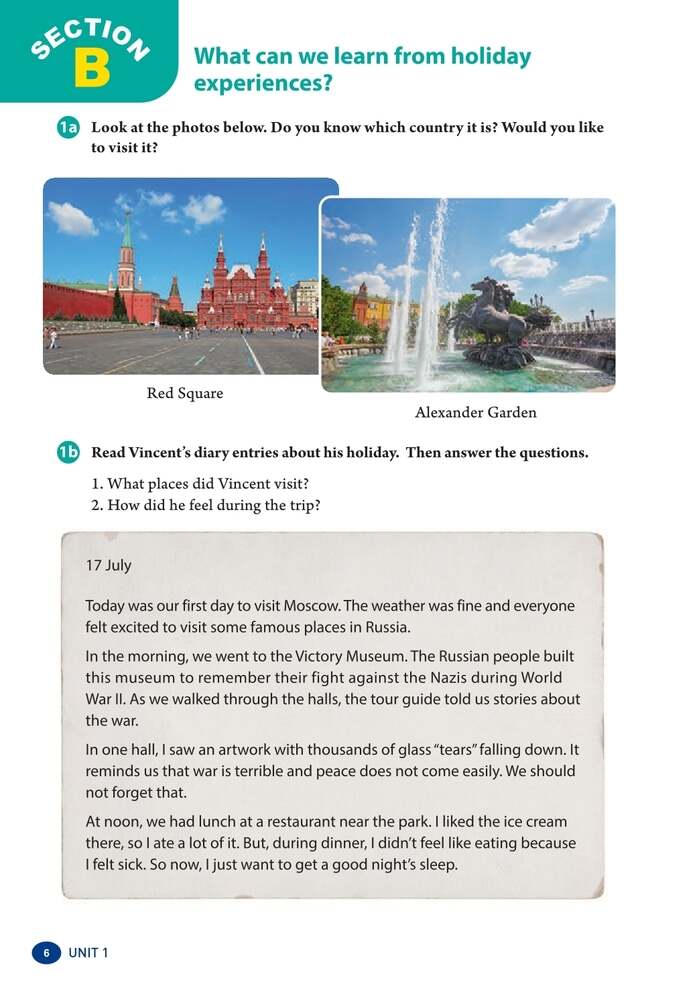 SECTION
B
What can we learn from holiday
experiences?
1a Look at the photos below. Do you know which country it is? Would you like
to visit it?
Red Square
Alexander Garden
1b Read Vincent's diary entries about his holiday. Then answer the questions.
1. What places did Vincent visit?
2. How did he feel during the trip?
17 July
Today was our first day to visit Moscow. The weather was fine and everyone
felt excited to visit some famous places in Russia.
In the morning, we went to the Victory Museum. The Russian people built
this museum to remember their fight against the Nazis during World
War II. As we walked through the halls, the tour guide told us stories about
the war.
In one hall, I saw an artwork with thousands of glass “tears” falling down. It
reminds us that war is terrible and peace does not come easily. We should
not forget that.
At noon, we had lunch at a restaurant near the park. I liked the ice cream
there, so I ate a lot of it. But, during dinner, I didn't feel like eating because
I felt sick. So now, I just want to get a good night's sleep.
6 UNIT 1